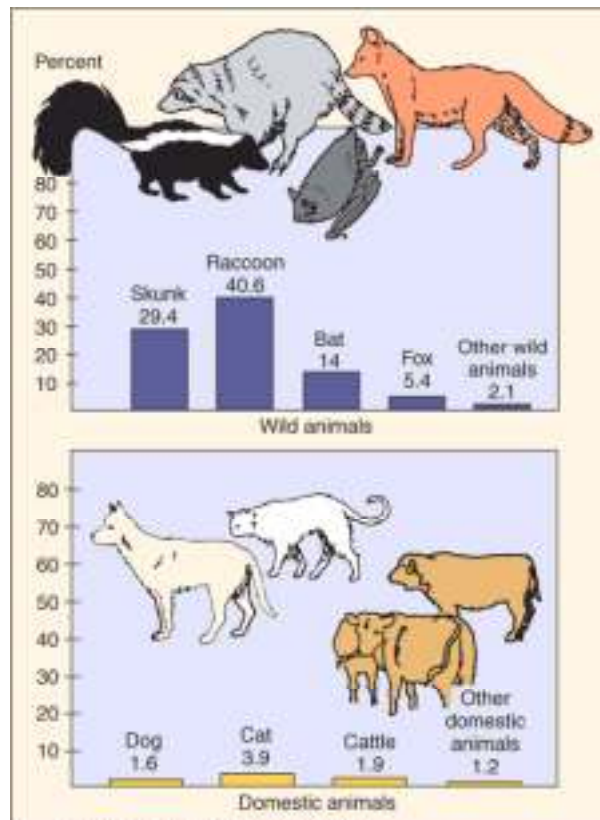 Percent
80
70
60
50
40
30
20
10
Skunk
29.4
Raccoon
40.6
Bat
14
Fox
5.4
Other wild
animals
2.1
Wild animals
80
70
60
50
40
30
20
10
Dog
1.6
Cat
3.9
Cattle
1.9
Other
domestic
animals
1.2
Domestic animals